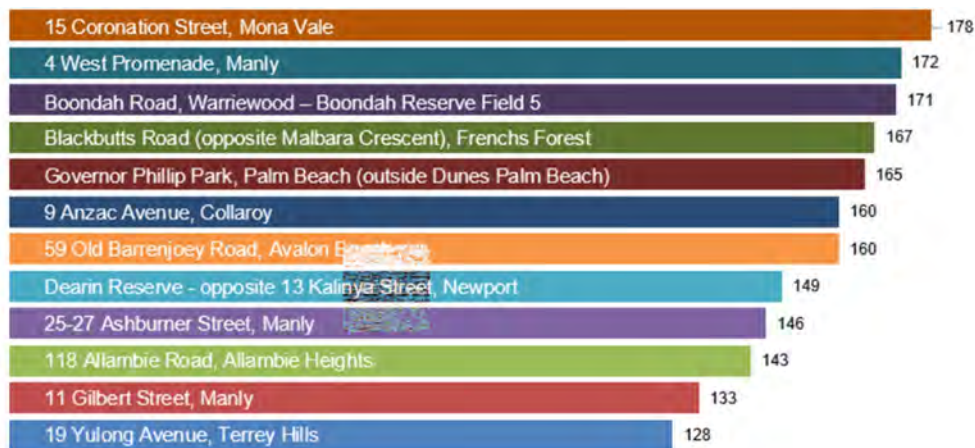 15 Coronation Street, Mona Vale 178
4 West Promenade, Manly 172
Boondah Road, Warriewood – Boondah Reserve Field 5 171
Blackbutts Road (opposite Malbara Crescent), Frenchs Forest 167
Governor Phillip Park, Palm Beach (outside Dunes Palm Beach) 165
9 Anzac Avenue, Collaroy 160
59 Old Barrenjoey Road, Avalon 160
Dearin Reserve - opposite 13 Kalinya Street, Newport 149
25-27 Ashburner Street, Manly 146
118 Allambie Road, Allambie Heights 143
11 Gilbert Street, Manly 133
19 Yulong Avenue, Terrey Hills 128